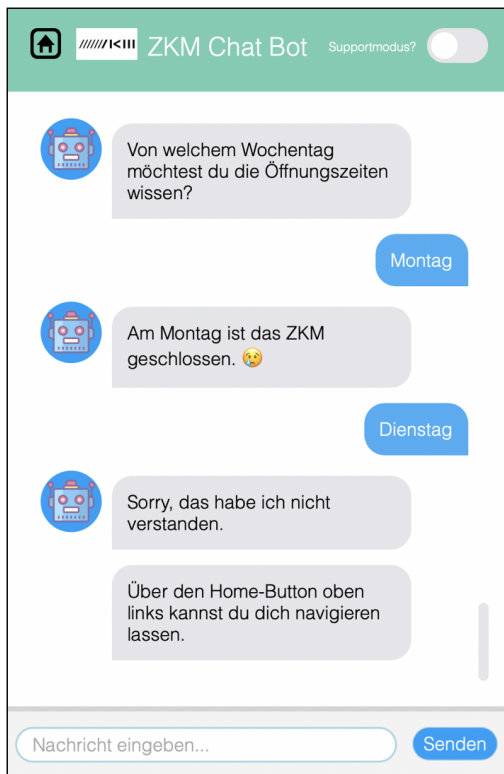 ZKM Chat Bot Supportmodus?
Von welchem Wochentag
möchtest du die Öffnungszeiten
wissen?
Montag
Am Montag ist das ZKM
geschlossen. 😢
Dienstag
Sorry, das habe ich nicht
verstanden.
Über den Home-Button oben
links kannst du dich navigieren
lassen.
Nachricht eingeben...
Senden